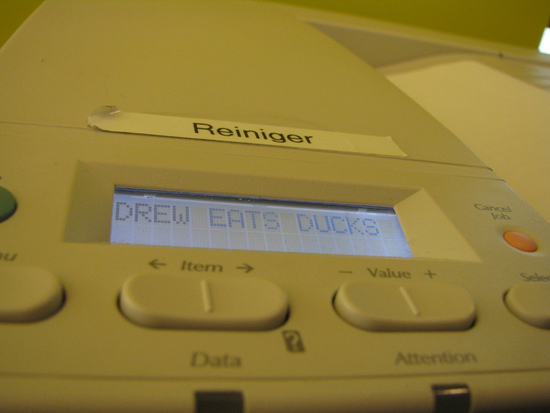 Reiniger
DREW EATS DUCKS
Cancel
Job
← Item →
− Value +
Data
?
Attention